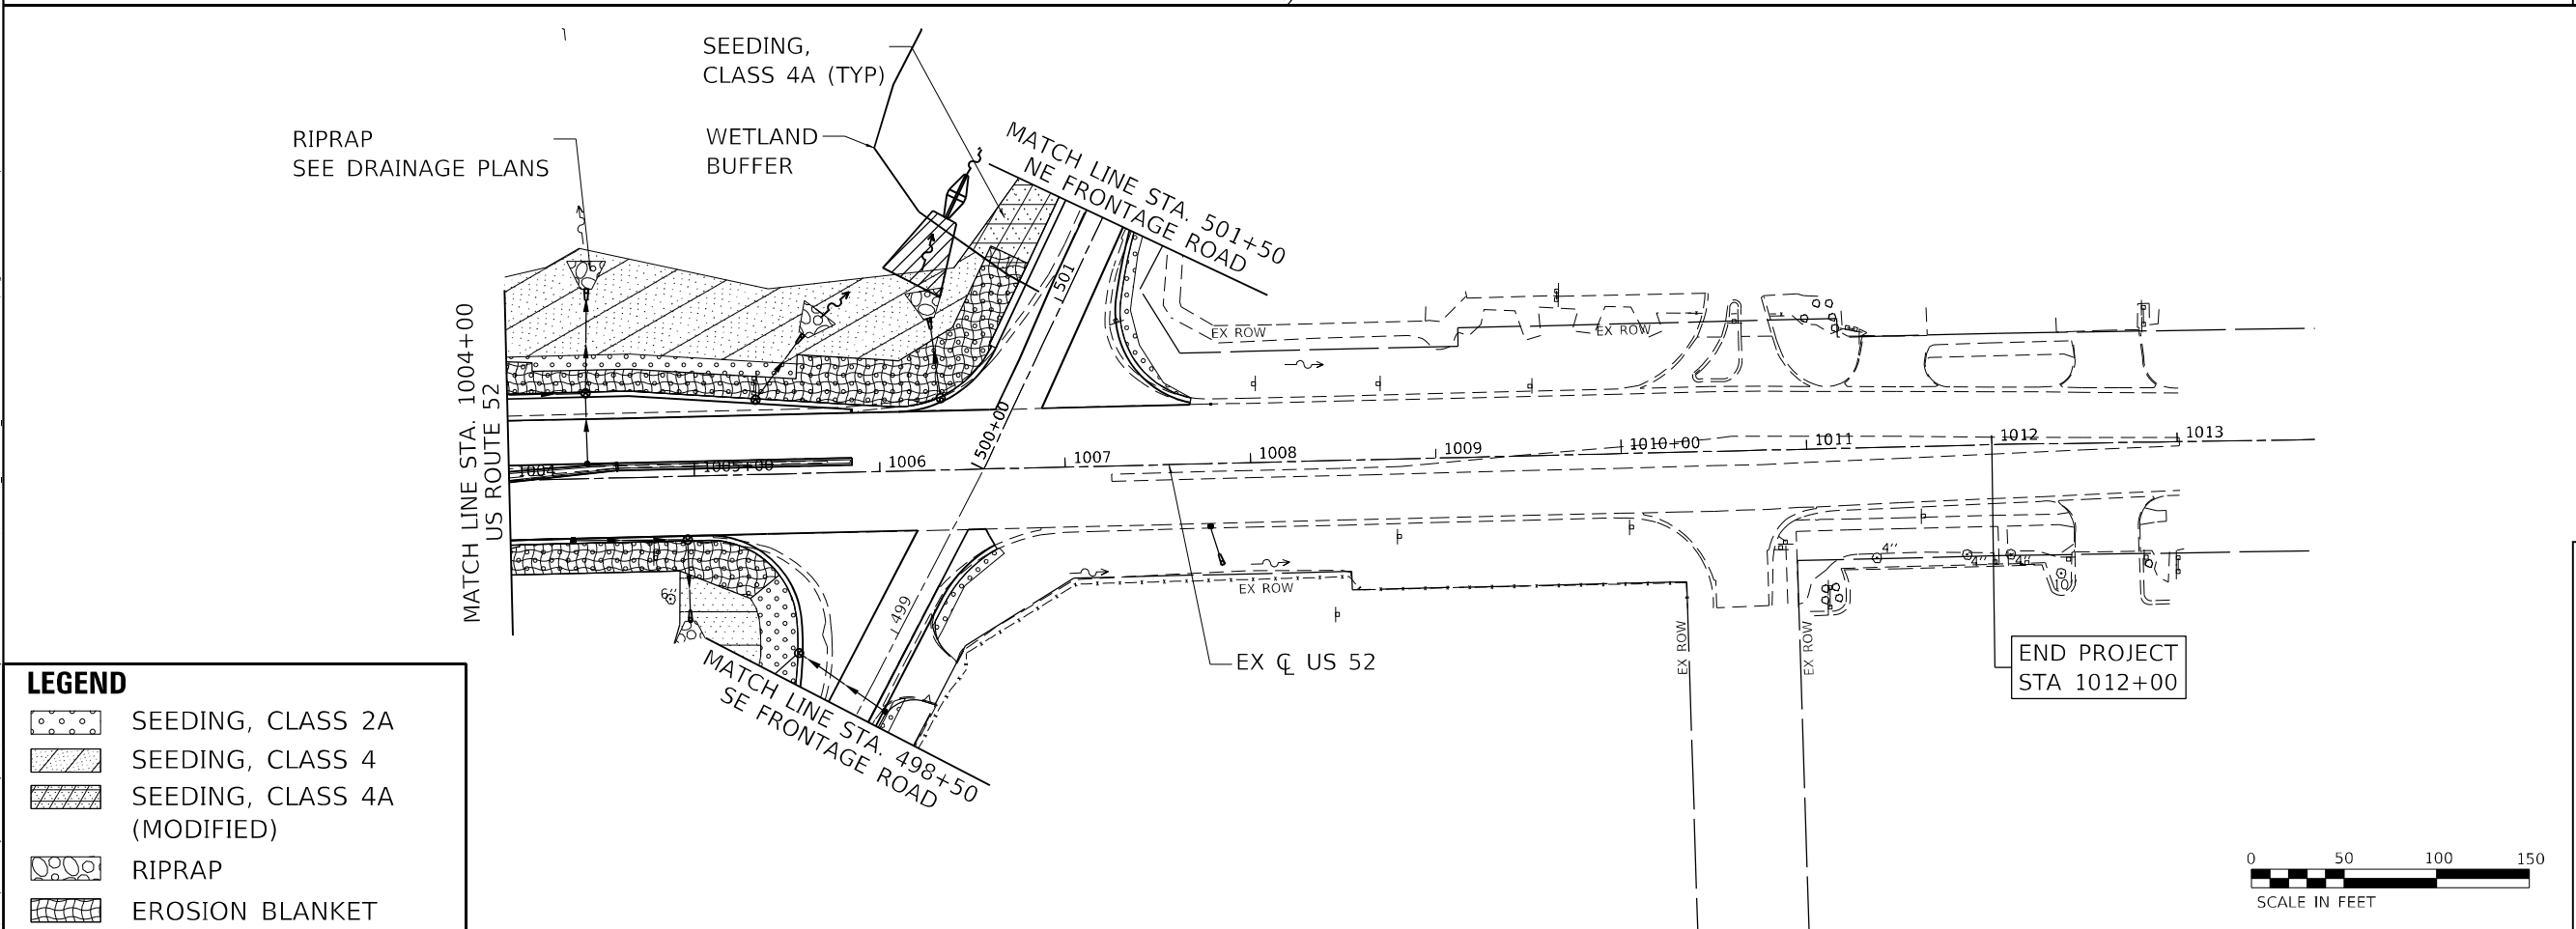 SEEDING,
CLASS 4A (TYP)
RIPRAP
SEE DRAINAGE PLANS
WETLAND
BUFFER
MATCH LINE STA. 501+50
NE FRONTAGE ROAD
MATCH LINE STA. 1004+00
US ROUTE 52
501
500+00
499
EX ROW
EX ROW
1004
1005+00
1006
1007
1008
1009
1010+00
1011
1012
1013
6"
4"
4"
4"
EX ROW
EX ROW
EX ROW
EX ℄ US 52
END PROJECT
STA 1012+00
MATCH LINE STA. 498+50
SE FRONTAGE ROAD
LEGEND
SEEDING, CLASS 2A
SEEDING, CLASS 4
SEEDING, CLASS 4A
(MODIFIED)
RIPRAP
EROSION BLANKET
0 50 100 150
SCALE IN FEET